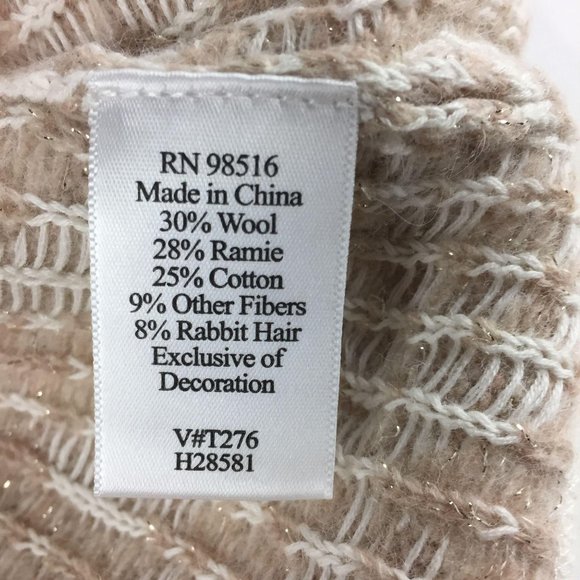 RN 98516
Made in China
30% Wool
28% Ramie
25% Cotton
9% Other Fibers
8% Rabbit Hair
Exclusive of
Decoration
V#T276
H28581